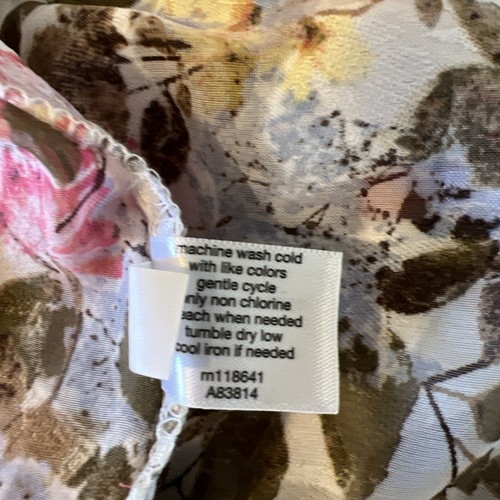 machine wash cold
with like colors
gentle cycle
only non chlorine
bleach when needed
tumble dry low
cool iron if needed
m118641
A83814